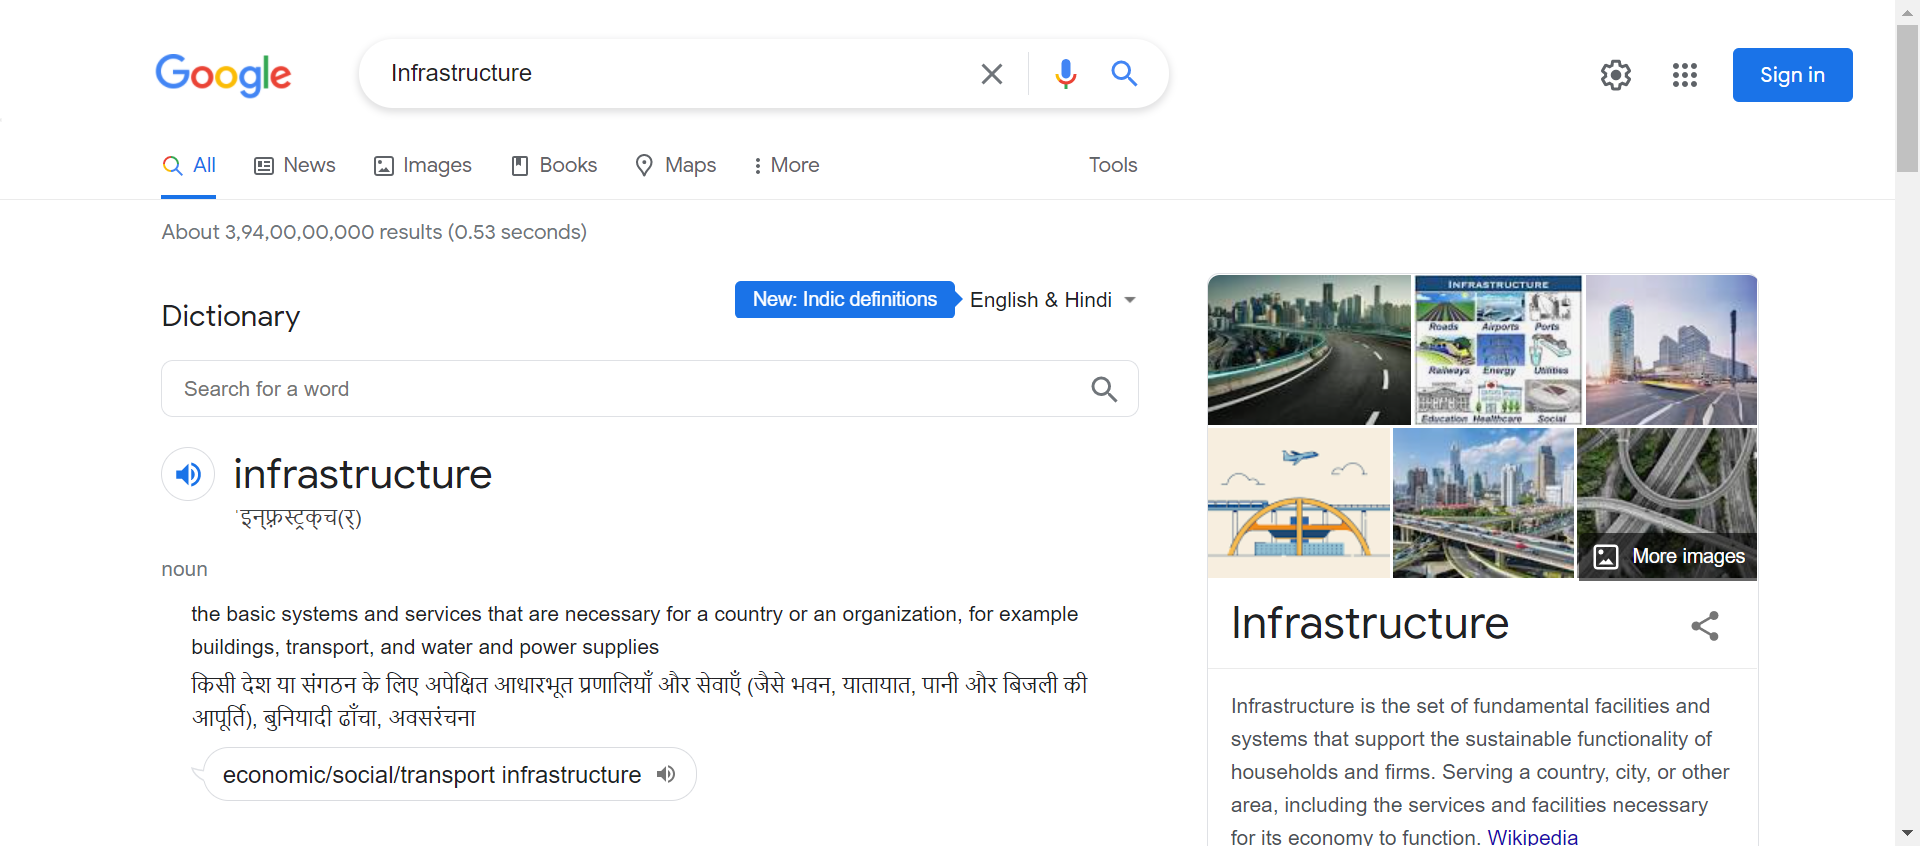 Google
Infrastructure
Sign in
All
News
Images
Books
Maps
More
Tools
About 3,94,00,00,000 results (0.53 seconds)
Dictionary
New: Indic definitions
English & Hindi
Search for a word
infrastructure
ˈइन्फ़्रस्ट्रक्च(र्)
noun
the basic systems and services that are necessary for a country or an organization, for example
buildings, transport, and water and power supplies
किसी देश या संगठन के लिए अपेक्षित आधारभूत प्रणालियाँ और सेवाएँ (जैसे भवन, यातायात, पानी और बिजली की
आपूर्ति), बुनियादी ढाँचा, अवसरंचना
economic/social/transport infrastructure
INFRASTRUCTURE
Roads Airports Ports
Railways Energy Utilities
Education Healthcare Social
More images
Infrastructure
Infrastructure is the set of fundamental facilities and
systems that support the sustainable functionality of
households and firms. Serving a country, city, or other
area, including the services and facilities necessary
for its economy to function. Wikipedia